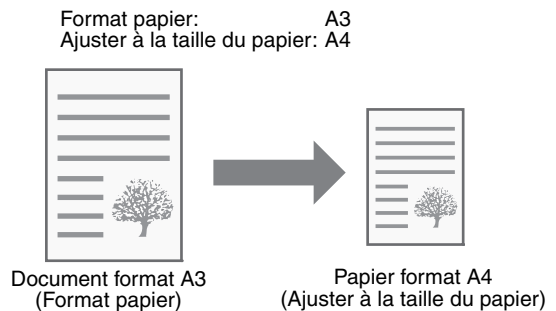 Format papier: A3
Ajuster à la taille du papier: A4
Document format A3
(Format papier)
Papier format A4
(Ajuster à la taille du papier)